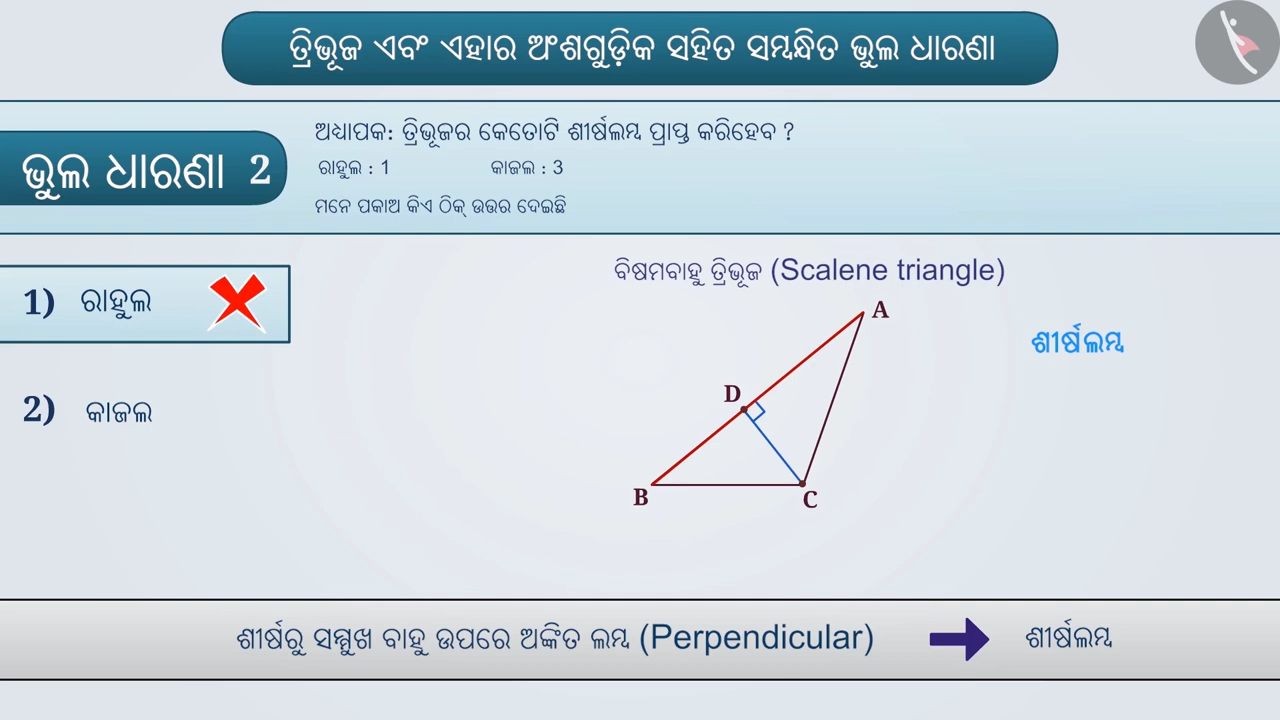 ତ୍ରିଭୂଜ ଏବଂ ଏହାର ଅଂଶଗୁଡ଼ିକ ସହିତ ସମ୍ବନ୍ଧିତ ଭୁଲ ଧାରଣା
ଭୁଲ ଧାରଣା 2
ଅଧ୍ୟାପକ: ତ୍ରିଭୂଜର କେତୋଟି ଶୀର୍ଷଲମ୍ବ ପ୍ରାପ୍ତ କରିହେବ ?
ରାହୁଲ : 1 କାଜଲ : 3
ମନେ ପକାଅ କିଏ ଠିକ୍ ଉତ୍ତର ଦେଇଛି
1) ରାହୁଲ
2) କାଜଲ
ବିଷମବାହୁ ତ୍ରିଭୂଜ (Scalene triangle)
A
ଶୀର୍ଷଲମ୍ବ
D
B
C
ଶୀର୍ଷରୁ ସମ୍ମୁଖ ବାହୁ ଉପରେ ଅଙ୍କିତ ଲମ୍ବ (Perpendicular) ➡ ଶୀର୍ଷଲମ୍ବ